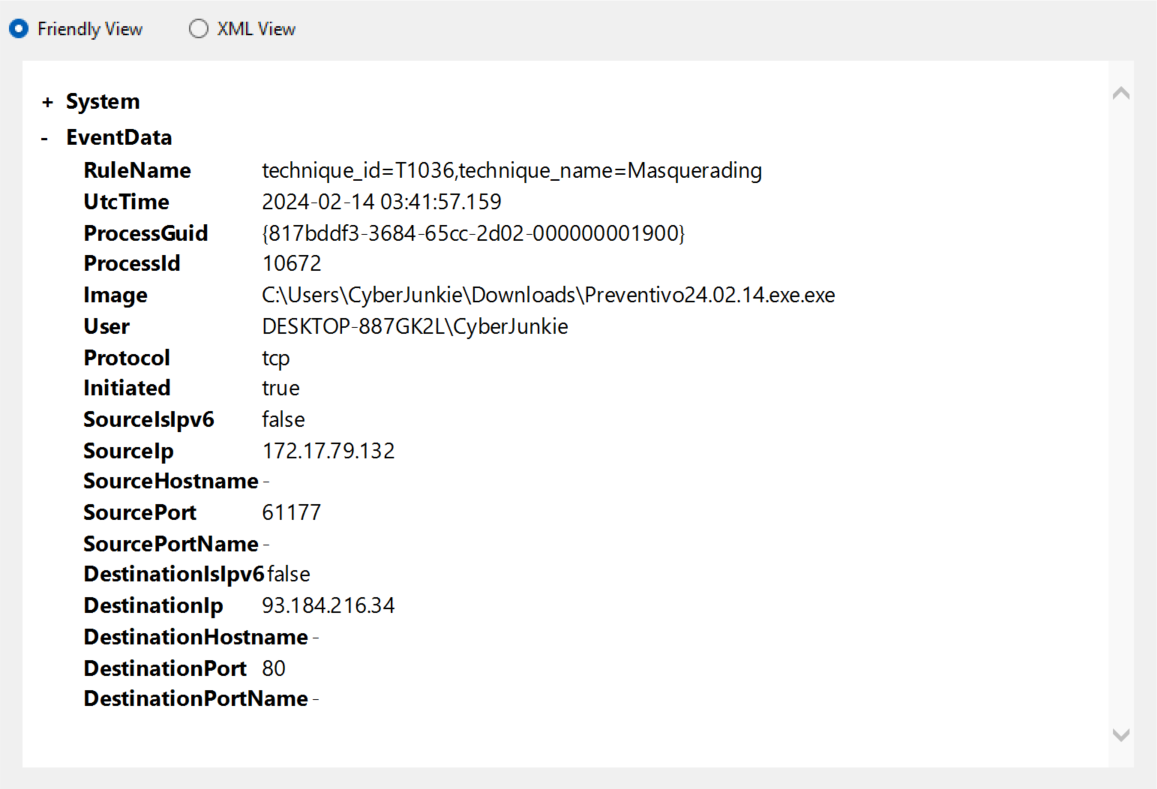 Friendly View XML View
+ System
- EventData
RuleName technique_id=T1036,technique_name=Masquerading
UtcTime 2024-02-14 03:41:57.159
ProcessGuid {817bddf3-3684-65cc-2d02-000000001900}
ProcessId 10672
Image C:\Users\CyberJunkie\Downloads\Preventivo24.02.14.exe.exe
User DESKTOP-887GK2L\CyberJunkie
Protocol tcp
Initiated true
SourceIsIpv6 false
SourceIp 172.17.79.132
SourceHostname -
SourcePort 61177
SourcePortName -
DestinationIsIpv6 false
DestinationIp 93.184.216.34
DestinationHostname -
DestinationPort 80
DestinationPortName -